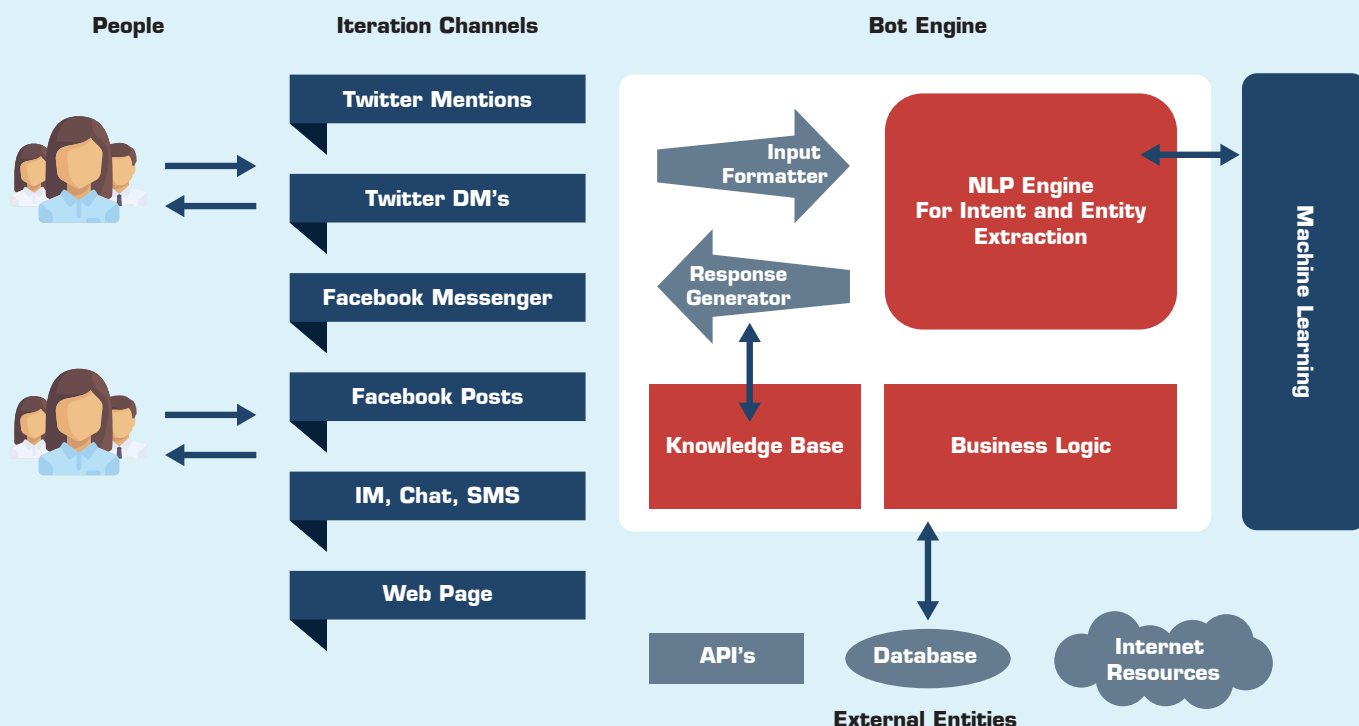 People
Iteration Channels
Bot Engine
Twitter Mentions
Twitter DM's
Facebook Messenger
Facebook Posts
IM, Chat, SMS
Web Page
Input
Formatter
Response
Generator
NLP Engine
For Intent and Entity
Extraction
Knowledge Base
Business Logic
Machine Learning
API's
Database
Internet
Resources
External Entities